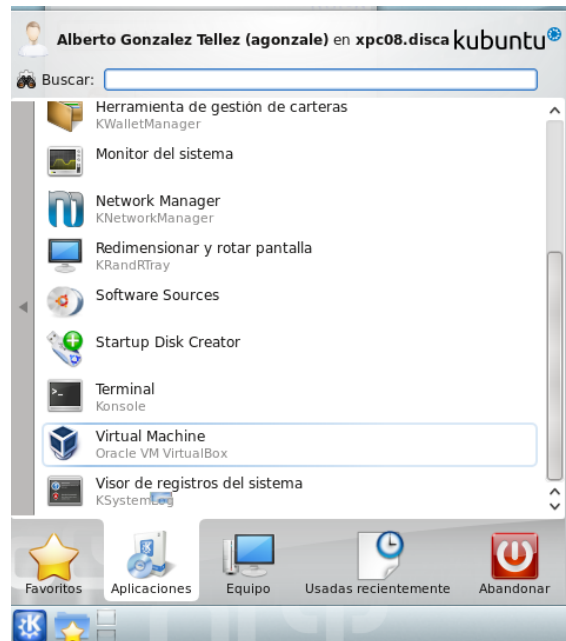 Alberto Gonzalez Tellez (agonzale) en xpc08.disca kubuntu
Buscar:
Herramienta de gestión de carteras
KWalletManager
Monitor del sistema
Network Manager
KNetworkManager
Redimensionar y rotar pantalla
KRandRTray
Software Sources
Startup Disk Creator
Terminal
Konsole
Virtual Machine
Oracle VM VirtualBox
Visor de registros del sistema
KSystemLog
Favoritos Aplicaciones Equipo Usadas recientemente Abandonar